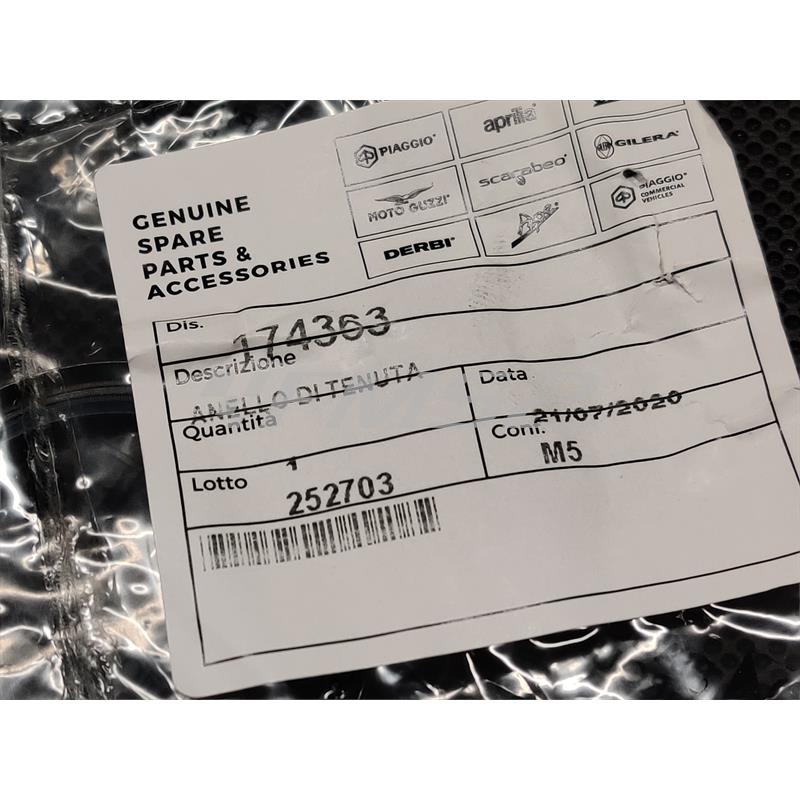 GENUINE
SPARE
PARTS &
ACCESSORIES
PIAGGIO
aprilia
MOTO GUZZI
scarabeo
GILERA
DERBI
PIAGGIO
COMMERCIAL
VEHICLES
Dis.
174363
Descrizione
ANELLO DI TENUTA
Data
21/07/2020
Quantità
1
Conf.
M5
Lotto
252703